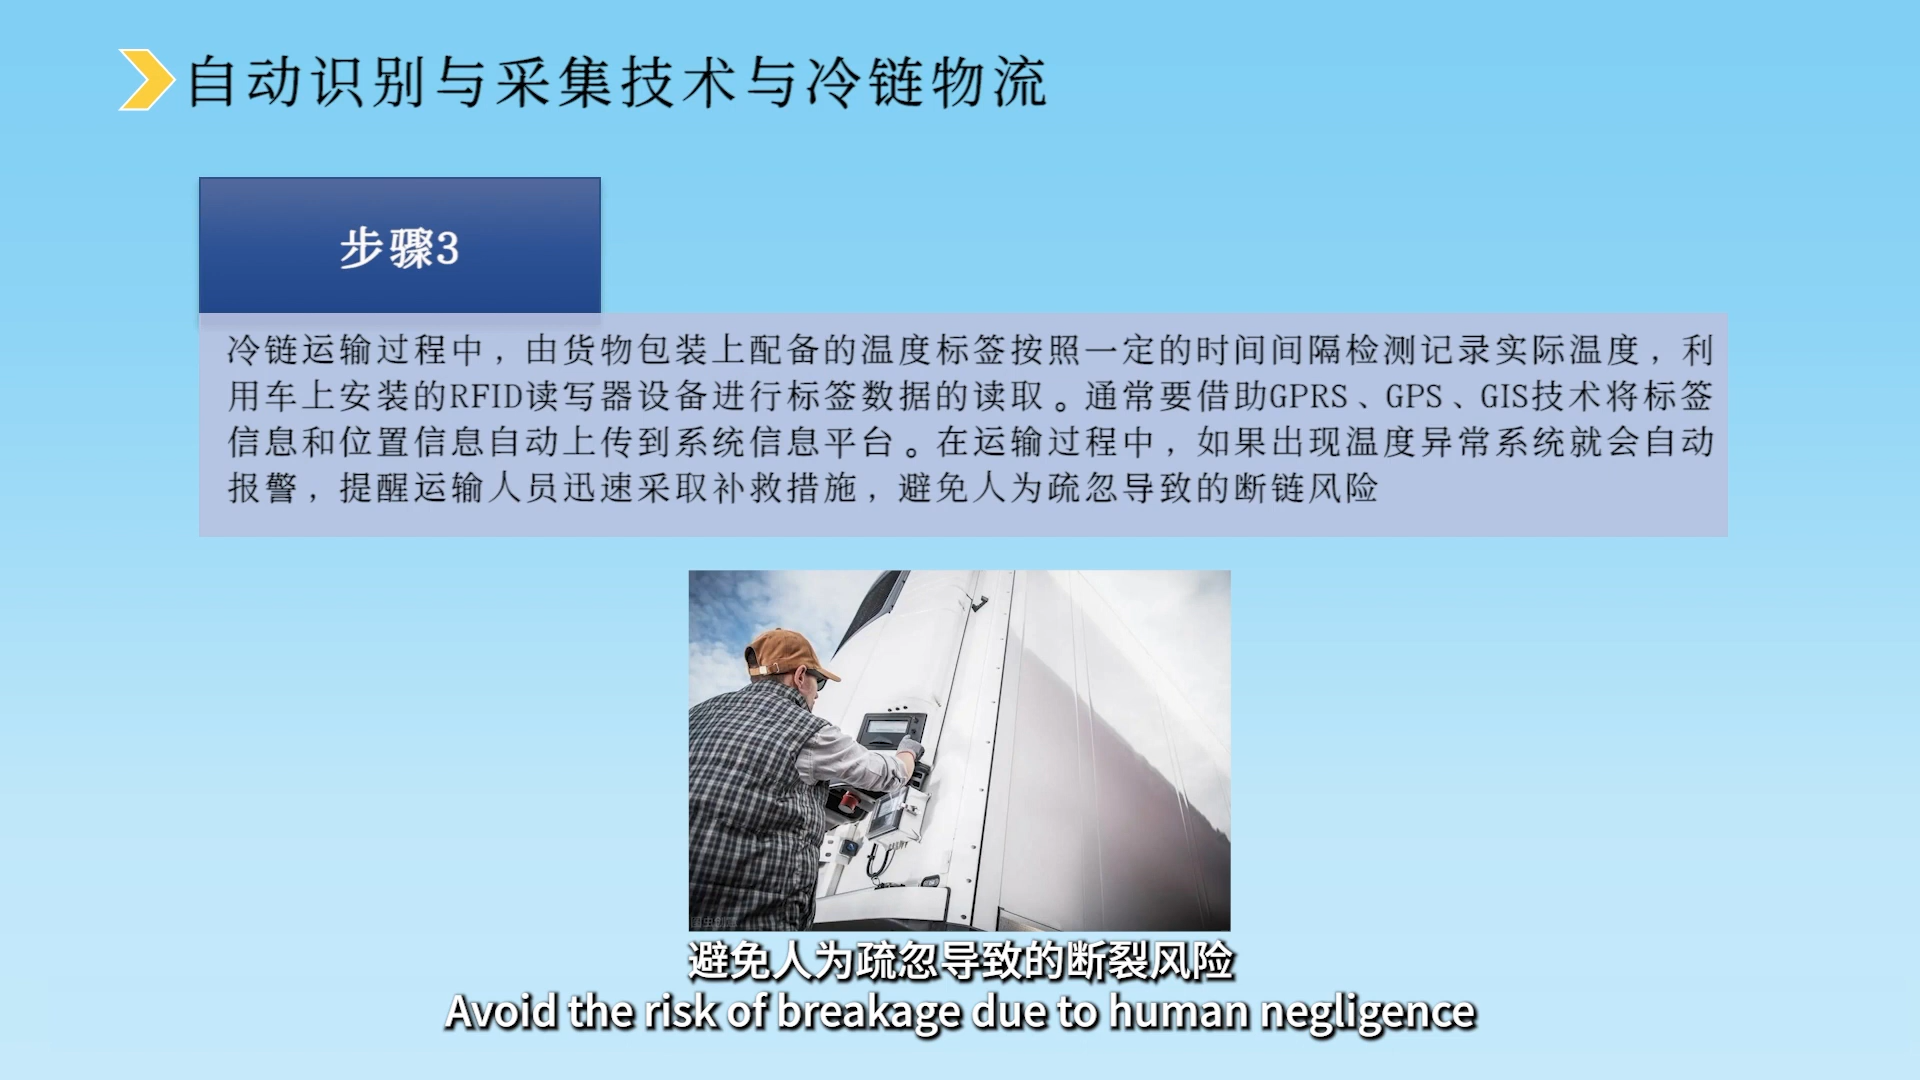 自动识别与采集技术与冷链物流
步骤3
冷链运输过程中，由货物包装上配备的温度标签按照一定的时间间隔检测记录实际温度，利
用车上安装的RFID读写器设备进行标签数据的读取。通常要借助GPRS、GPS、GIS技术将标签
信息和位置信息自动上传到系统信息平台。在运输过程中，如果出现温度异常系统就会自动
报警，提醒运输人员迅速采取补救措施，避免人为疏忽导致的断链风险
避免人为疏忽导致的断裂风险
Avoid the risk of breakage due to human negligence